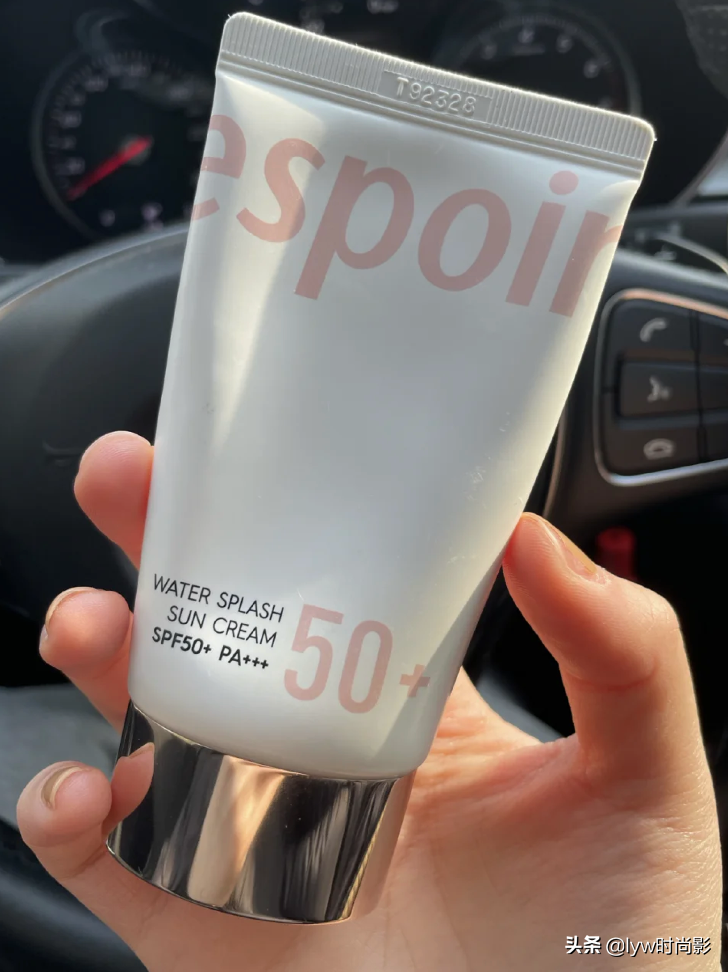 T92328
espoir
WATER SPLASH
SUN CREAM
SPF50+ PA+++
50+
头条 @lyw时尚影